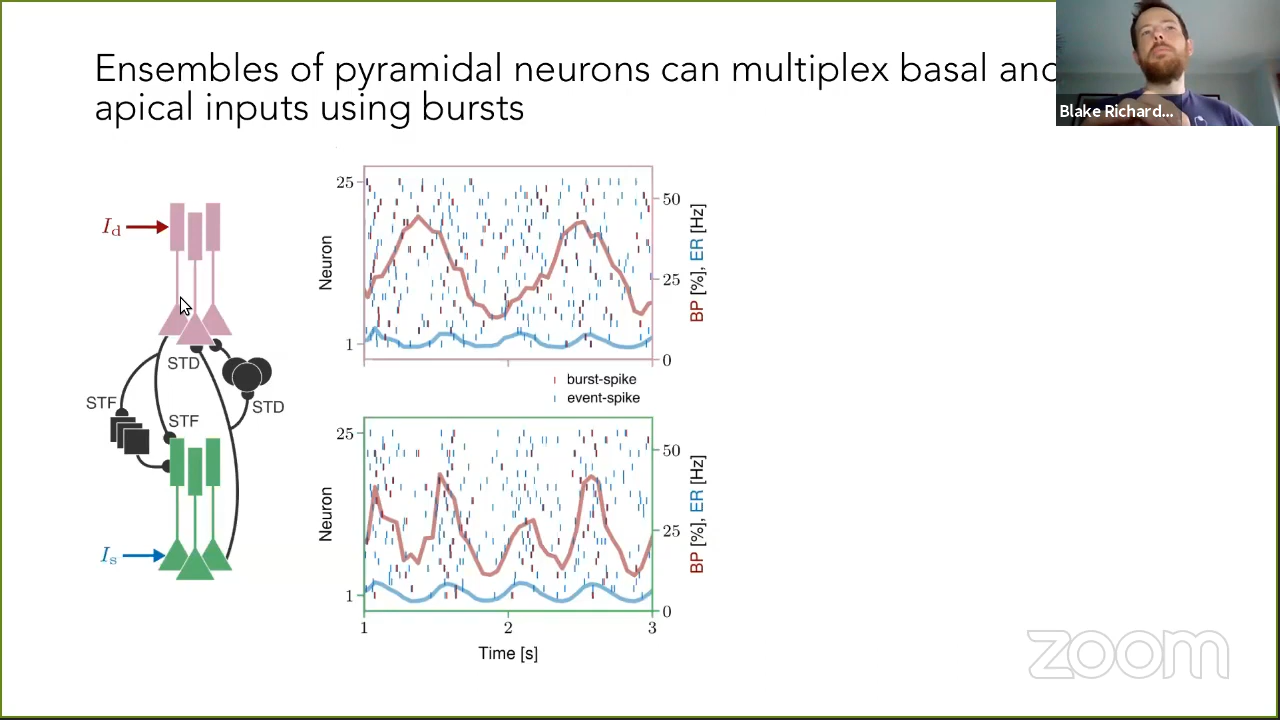 Ensembles of pyramidal neurons can multiplex basal and
apical inputs using bursts
Blake Richard...
I_d
STD
STF
STF
STD
I_s
25
1
Neuron
50
25
0
BP [%], ER [Hz]
burst-spike
event-spike
25
1
Neuron
50
25
0
BP [%], ER [Hz]
1
2
3
Time [s]
zoom